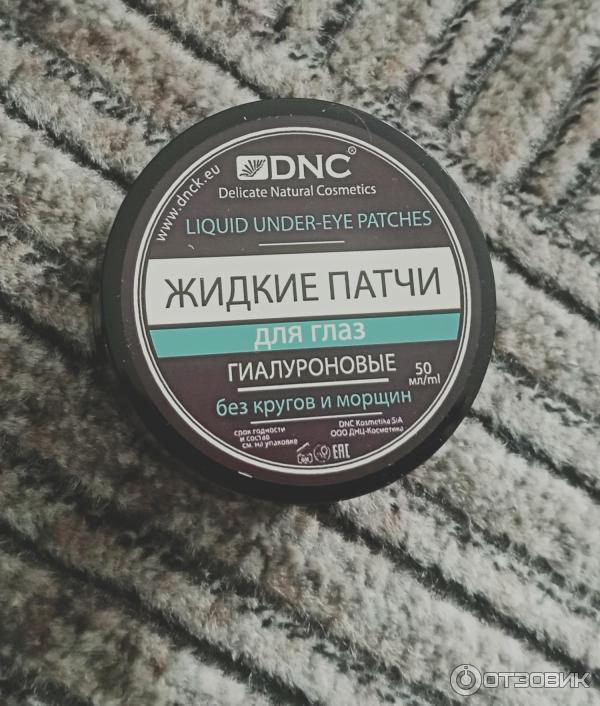 DNC®
Delicate Natural Cosmetics
www.dnck.eu
LIQUID UNDER-EYE PATCHES
ЖИДКИЕ ПАТЧИ
для глаз
ГИАЛУРОНОВЫЕ
50
мл/ml
без кругов и морщин
срок годности
и состав
см. на упаковке
DNC Kosmetika SIA
ООО ДНЦ-Косметика
EAC
ОТЗОВИК